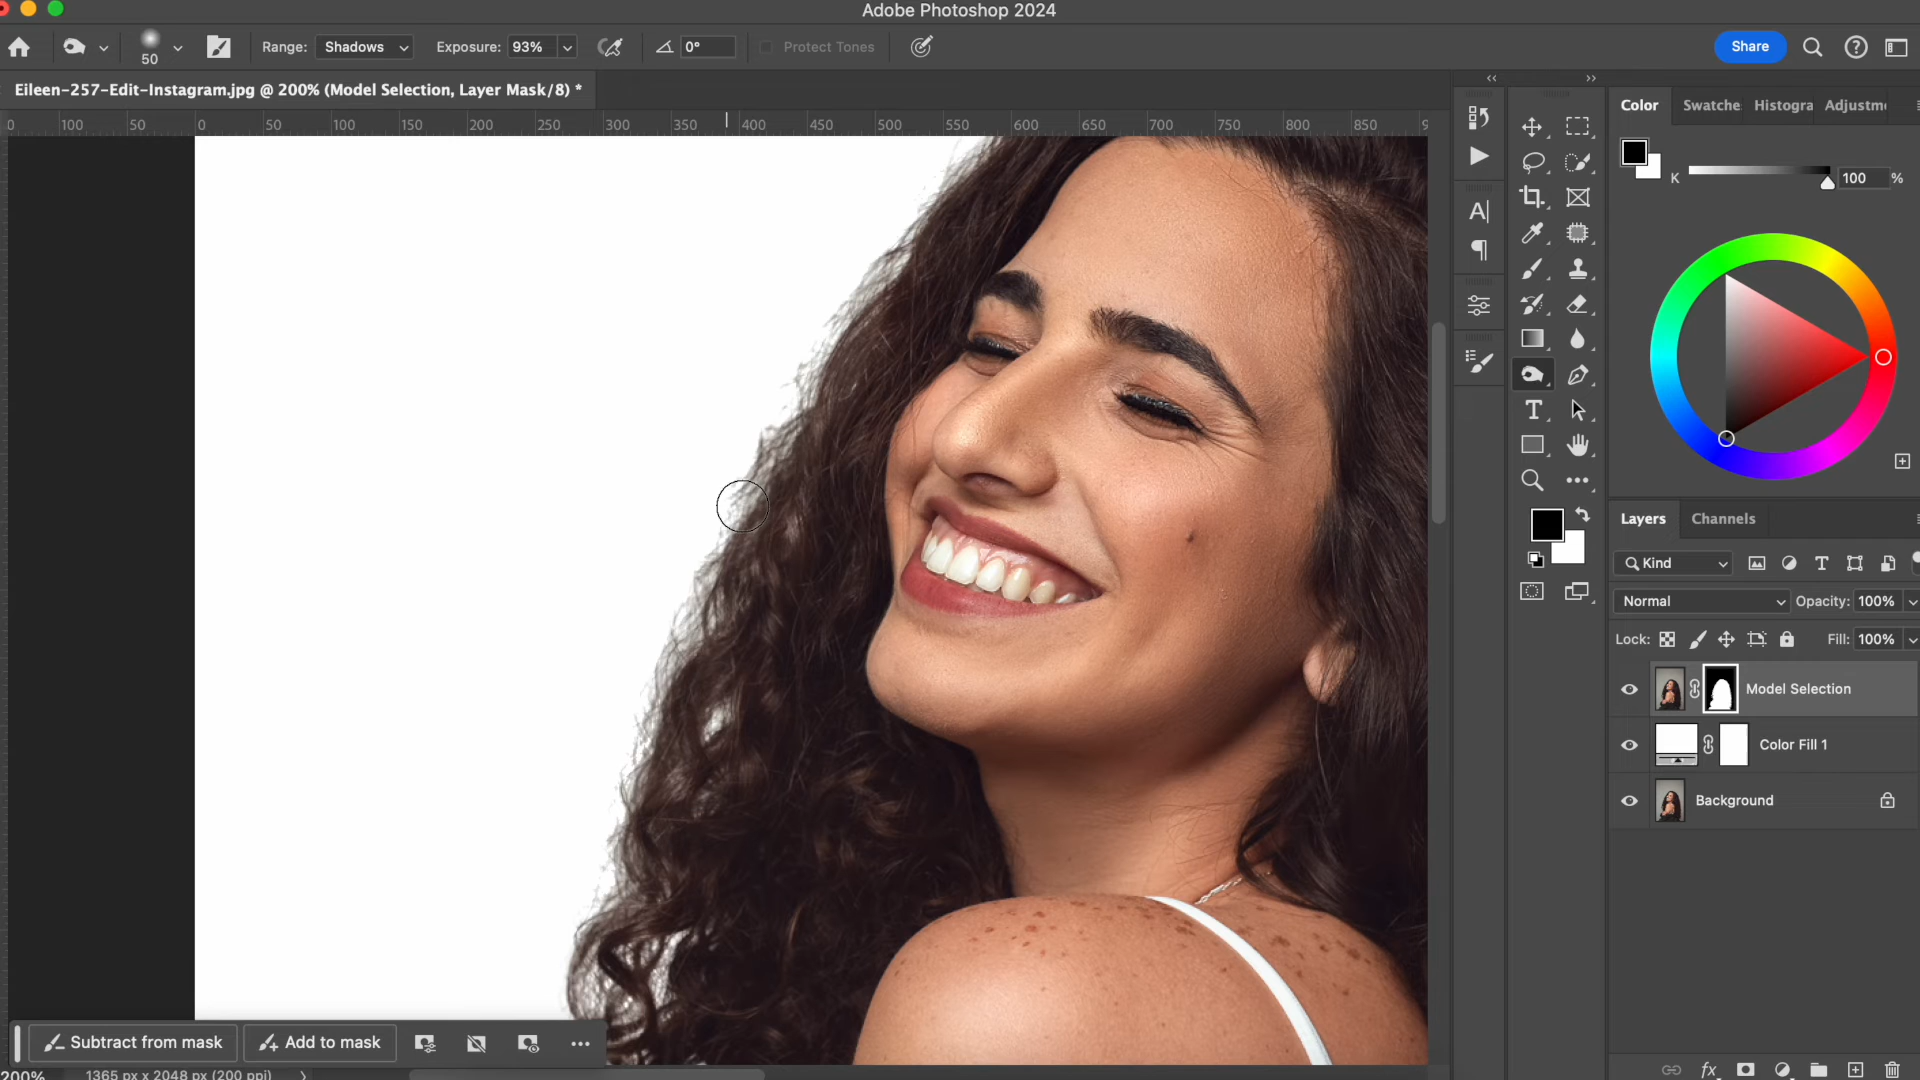 Adobe Photoshop 2024
50
Range: Shadows
Exposure: 93%
0°
Protect Tones
Share
Eileen-257-Edit-Instagram.jpg @ 200% (Model Selection, Layer Mask/8) *
0 100 50 0 50 100 150 200 250 300 350 400 450 500 550 600 650 700 750 800 850 9
Color Swatche Histogra Adjustme
K 100 %
Layers Channels
Kind
Normal Opacity: 100%
Lock: Fill: 100%
Model Selection
Color Fill 1
Background
Subtract from mask Add to mask
200% 1365 px x 2048 px (200 ppi)
fx